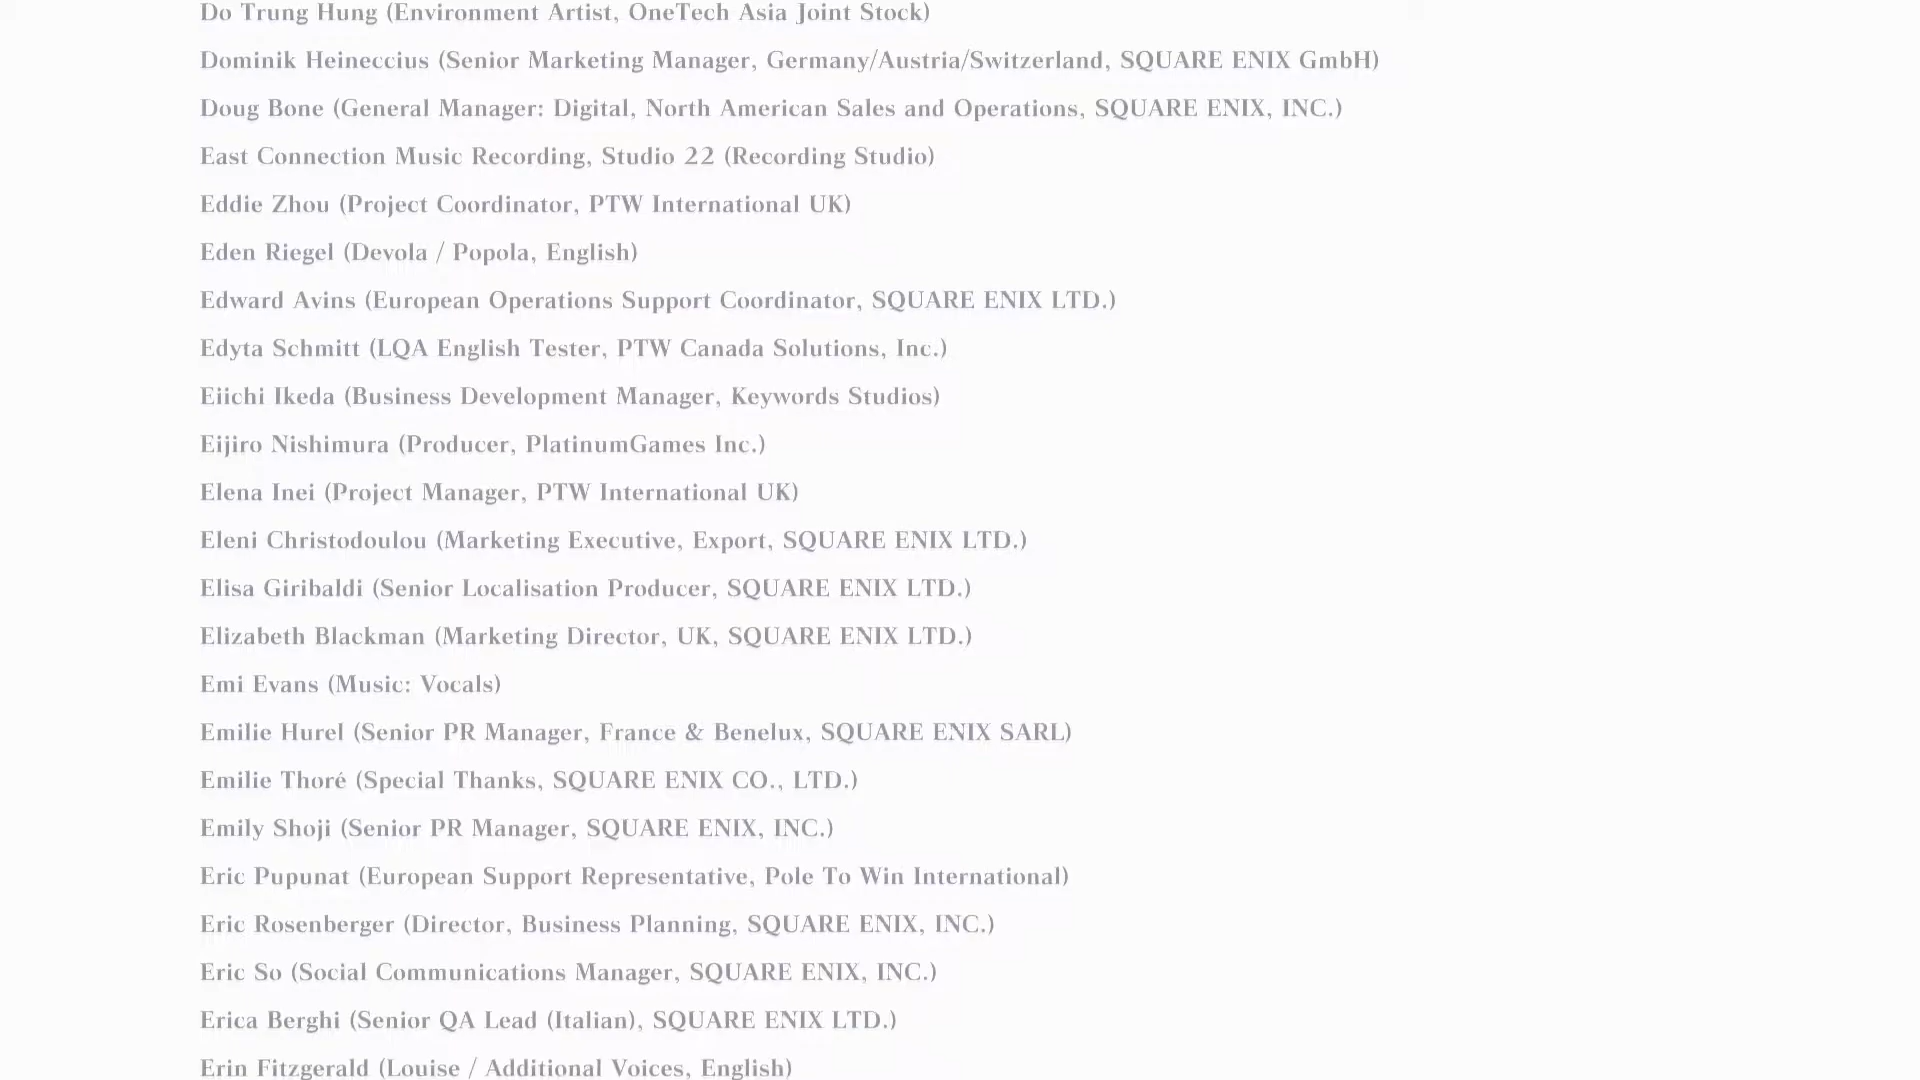 Do Trung Hung (Environment Artist, OneTech Asia Joint Stock)
Dominik Heineccius (Senior Marketing Manager, Germany/Austria/Switzerland, SQUARE ENIX GmbH)
Doug Bone (General Manager: Digital, North American Sales and Operations, SQUARE ENIX, INC.)
East Connection Music Recording, Studio 22 (Recording Studio)
Eddie Zhou (Project Coordinator, PTW International UK)
Eden Riegel (Devola / Popola, English)
Edward Avins (European Operations Support Coordinator, SQUARE ENIX LTD.)
Edyta Schmitt (LQA English Tester, PTW Canada Solutions, Inc.)
Eiichi Ikeda (Business Development Manager, Keywords Studios)
Eijiro Nishimura (Producer, PlatinumGames Inc.)
Elena Inei (Project Manager, PTW International UK)
Eleni Christodoulou (Marketing Executive, Export, SQUARE ENIX LTD.)
Elisa Giribaldi (Senior Localisation Producer, SQUARE ENIX LTD.)
Elizabeth Blackman (Marketing Director, UK, SQUARE ENIX LTD.)
Emi Evans (Music: Vocals)
Emilie Hurel (Senior PR Manager, France & Benelux, SQUARE ENIX SARL)
Emilie Thoré (Special Thanks, SQUARE ENIX CO., LTD.)
Emily Shoji (Senior PR Manager, SQUARE ENIX, INC.)
Eric Pupunat (European Support Representative, Pole To Win International)
Eric Rosenberger (Director, Business Planning, SQUARE ENIX, INC.)
Eric So (Social Communications Manager, SQUARE ENIX, INC.)
Erica Berghi (Senior QA Lead (Italian), SQUARE ENIX LTD.)
Erin Fitzgerald (Louise / Additional Voices, English)